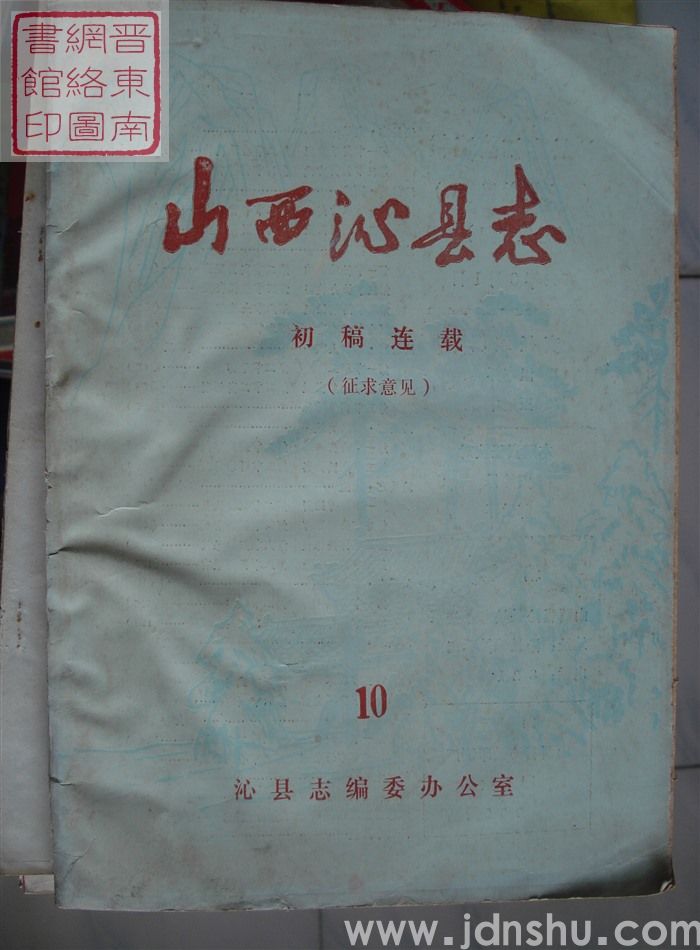 晋東南
網絡圖
書館印
山西沁县志
初稿连载
（征求意见）
10
沁县志编委办公室
www.jdnshu.com